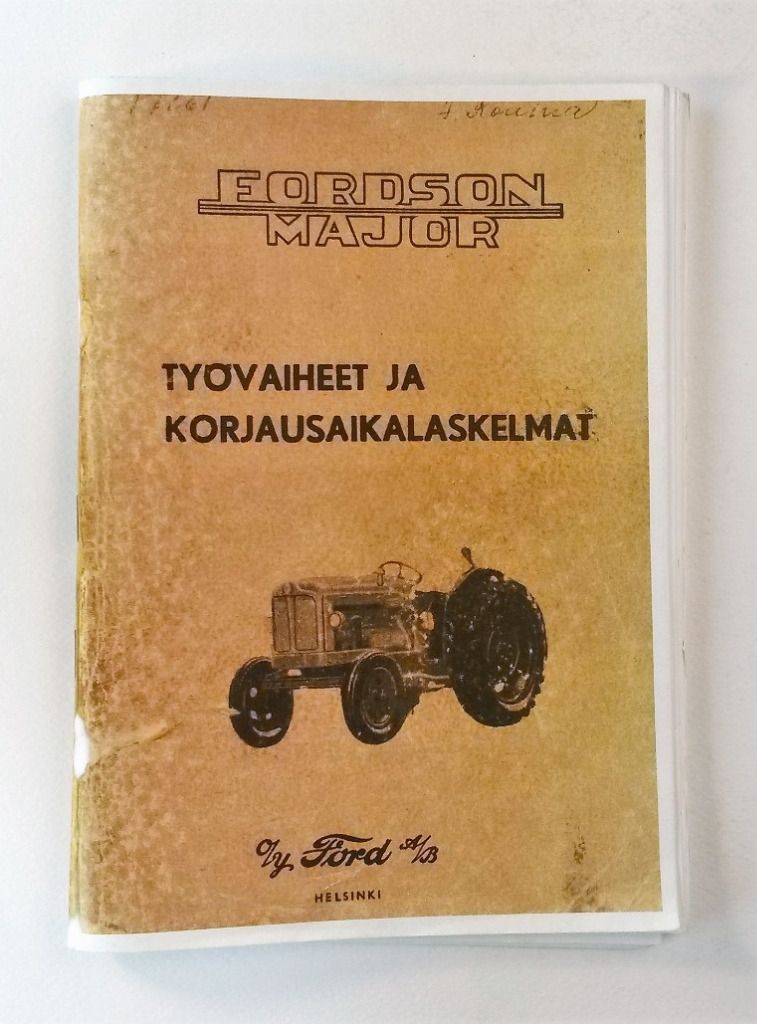 FORDSON
MAJOR
TYÖVAIHEET JA
KORJAUSAIKALASKELMAT
O/y Ford A/B
HELSINKI